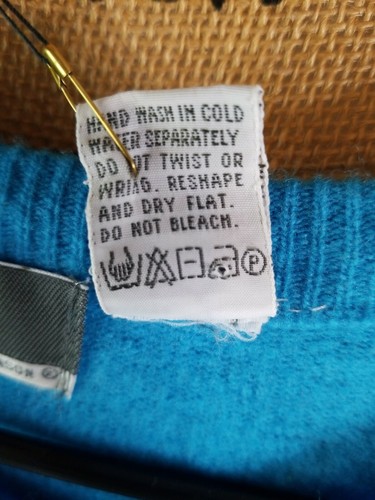 HAND WASH IN COLD
WATER SEPARATELY
DO NOT TWIST OR
WRING. RESHAPE
AND DRY FLAT.
DO NOT BLEACH.
P